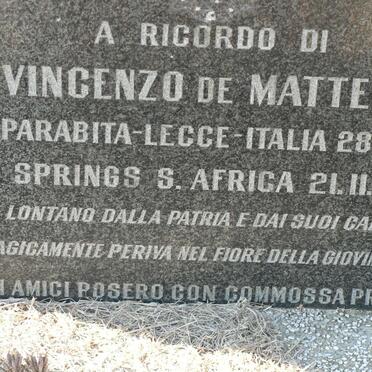 A RICORDO DI
VINCENZO DE MATTE
PARABITA-LECCE-ITALIA 28
SPRINGS S. AFRICA 21.11.
LONTANO DALLA PATRIA E DAI SUOI CA
AGICAMENTE PERIVA NEL FIORE DELLA GIOVIN
I AMICI POSERO CON COMMOSSA PR